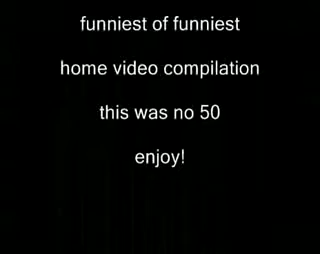 funniest of funniest
home video compilation
this was no 50
enjoy!